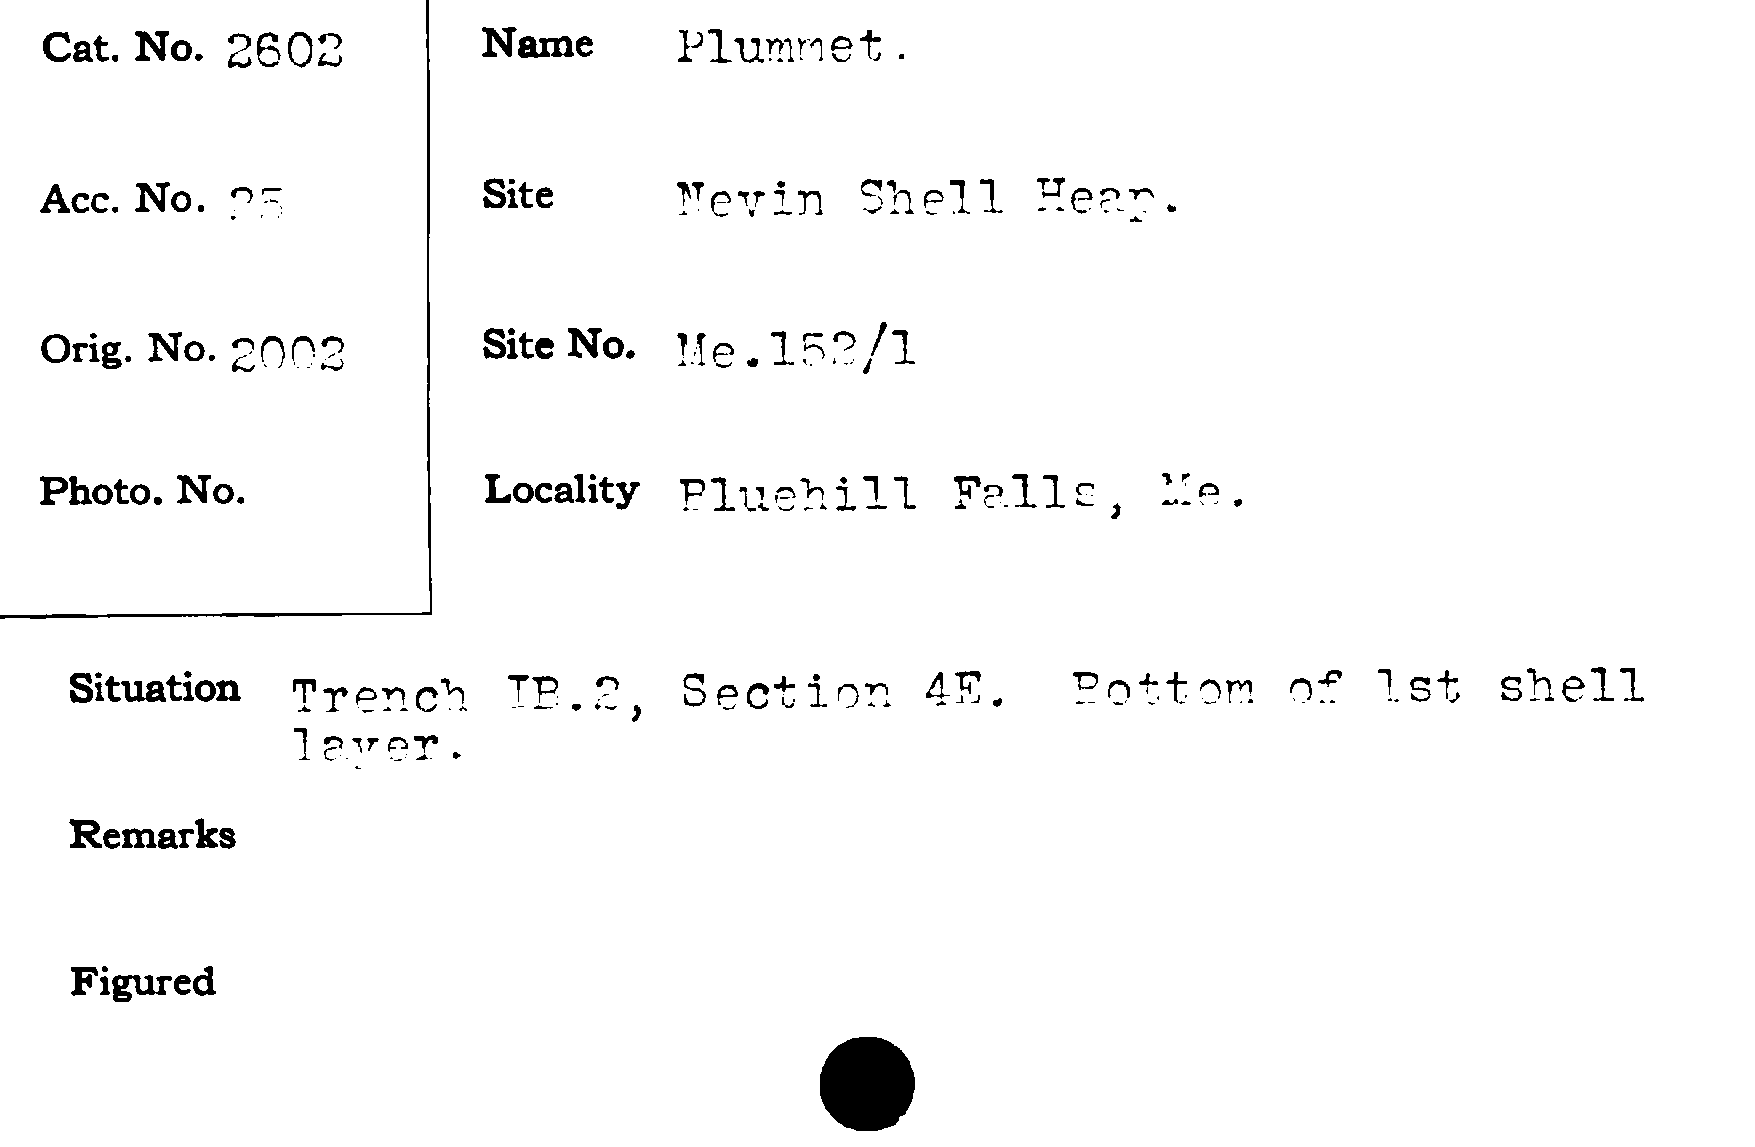 Cat. No. 2602
Name Plummet.
Acc. No. 25
Site Nevin Shell Heap.
Orig. No. 2002
Site No. Me.152/1
Photo. No.
Locality Bluehill Falls, Me.
Situation Trench IB.2, Section 4E. Bottom of 1st shell
layer.
Remarks
Figured